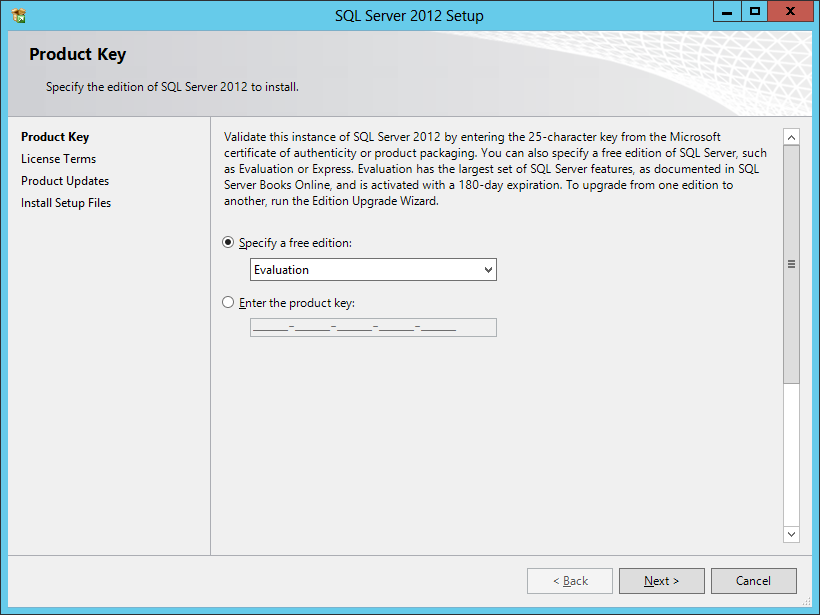 SQL Server 2012 Setup
Product Key
Specify the edition of SQL Server 2012 to install.
Product Key
License Terms
Product Updates
Install Setup Files
Validate this instance of SQL Server 2012 by entering the 25-character key from the Microsoft
certificate of authenticity or product packaging. You can also specify a free edition of SQL Server, such
as Evaluation or Express. Evaluation has the largest set of SQL Server features, as documented in SQL
Server Books Online, and is activated with a 180-day expiration. To upgrade from one edition to
another, run the Edition Upgrade Wizard.
Specify a free edition:
Evaluation
Enter the product key:
_____-_____-_____-_____-_____
< Back
Next >
Cancel